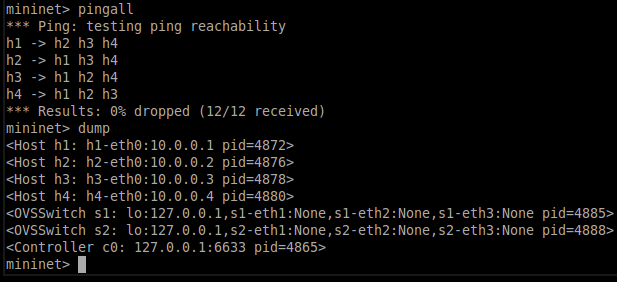 mininet> pingall
*** Ping: testing ping reachability
h1 -> h2 h3 h4
h2 -> h1 h3 h4
h3 -> h1 h2 h4
h4 -> h1 h2 h3
*** Results: 0% dropped (12/12 received)
mininet> dump
<Host h1: h1-eth0:10.0.0.1 pid=4872>
<Host h2: h2-eth0:10.0.0.2 pid=4876>
<Host h3: h3-eth0:10.0.0.3 pid=4878>
<Host h4: h4-eth0:10.0.0.4 pid=4880>
<OVSSwitch s1: lo:127.0.0.1,s1-eth1:None,s1-eth2:None,s1-eth3:None pid=4885>
<OVSSwitch s2: lo:127.0.0.1,s2-eth1:None,s2-eth2:None,s2-eth3:None pid=4888>
<Controller c0: 127.0.0.1:6633 pid=4865>
mininet>